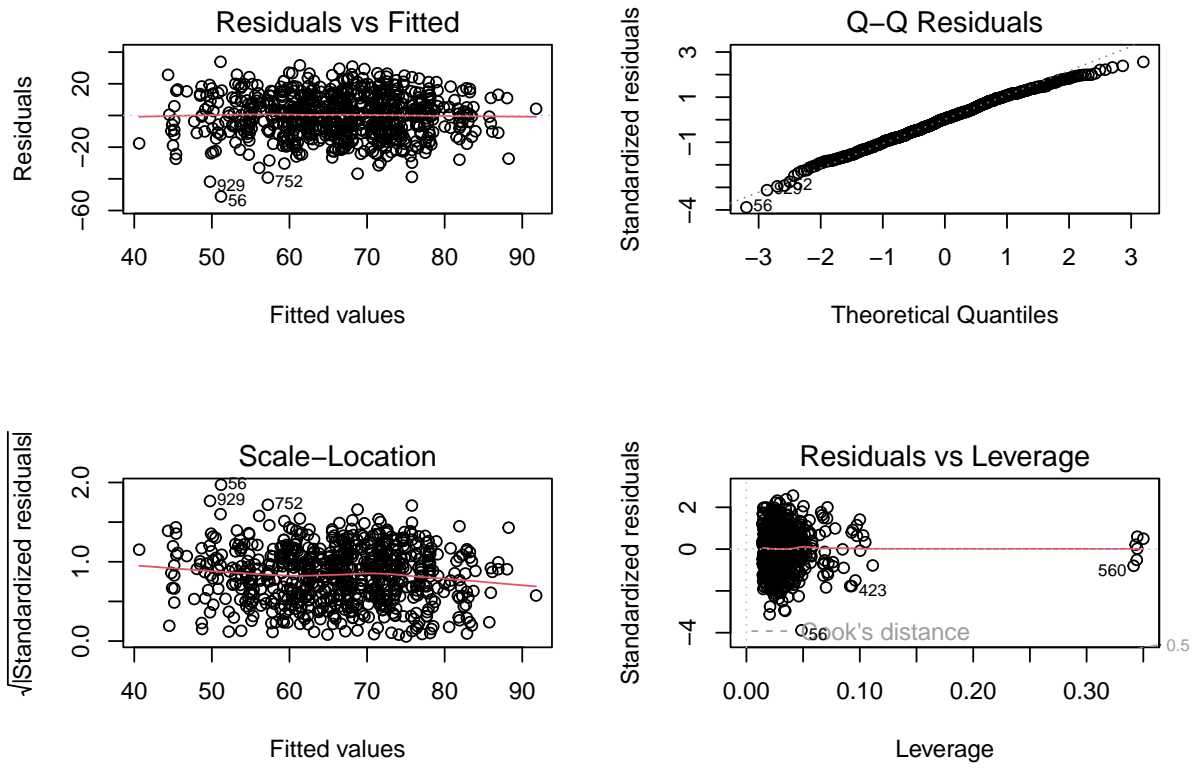 Residuals vs Fitted
Residuals
−60
−20
20
929
56
752
40 50 60 70 80 90
Fitted values
Q−Q Residuals
Standardized residuals
−4
−1
1
3
56
−3 −2 −1 0 1 2 3
Theoretical Quantiles
Scale−Location
√|Standardized residuals|
0.0
1.0
2.0
56
929
752
40 50 60 70 80 90
Fitted values
Residuals vs Leverage
Standardized residuals
−4
0
2
560
423
56
Cook's distance
0.5
0.00 0.10 0.20 0.30
Leverage